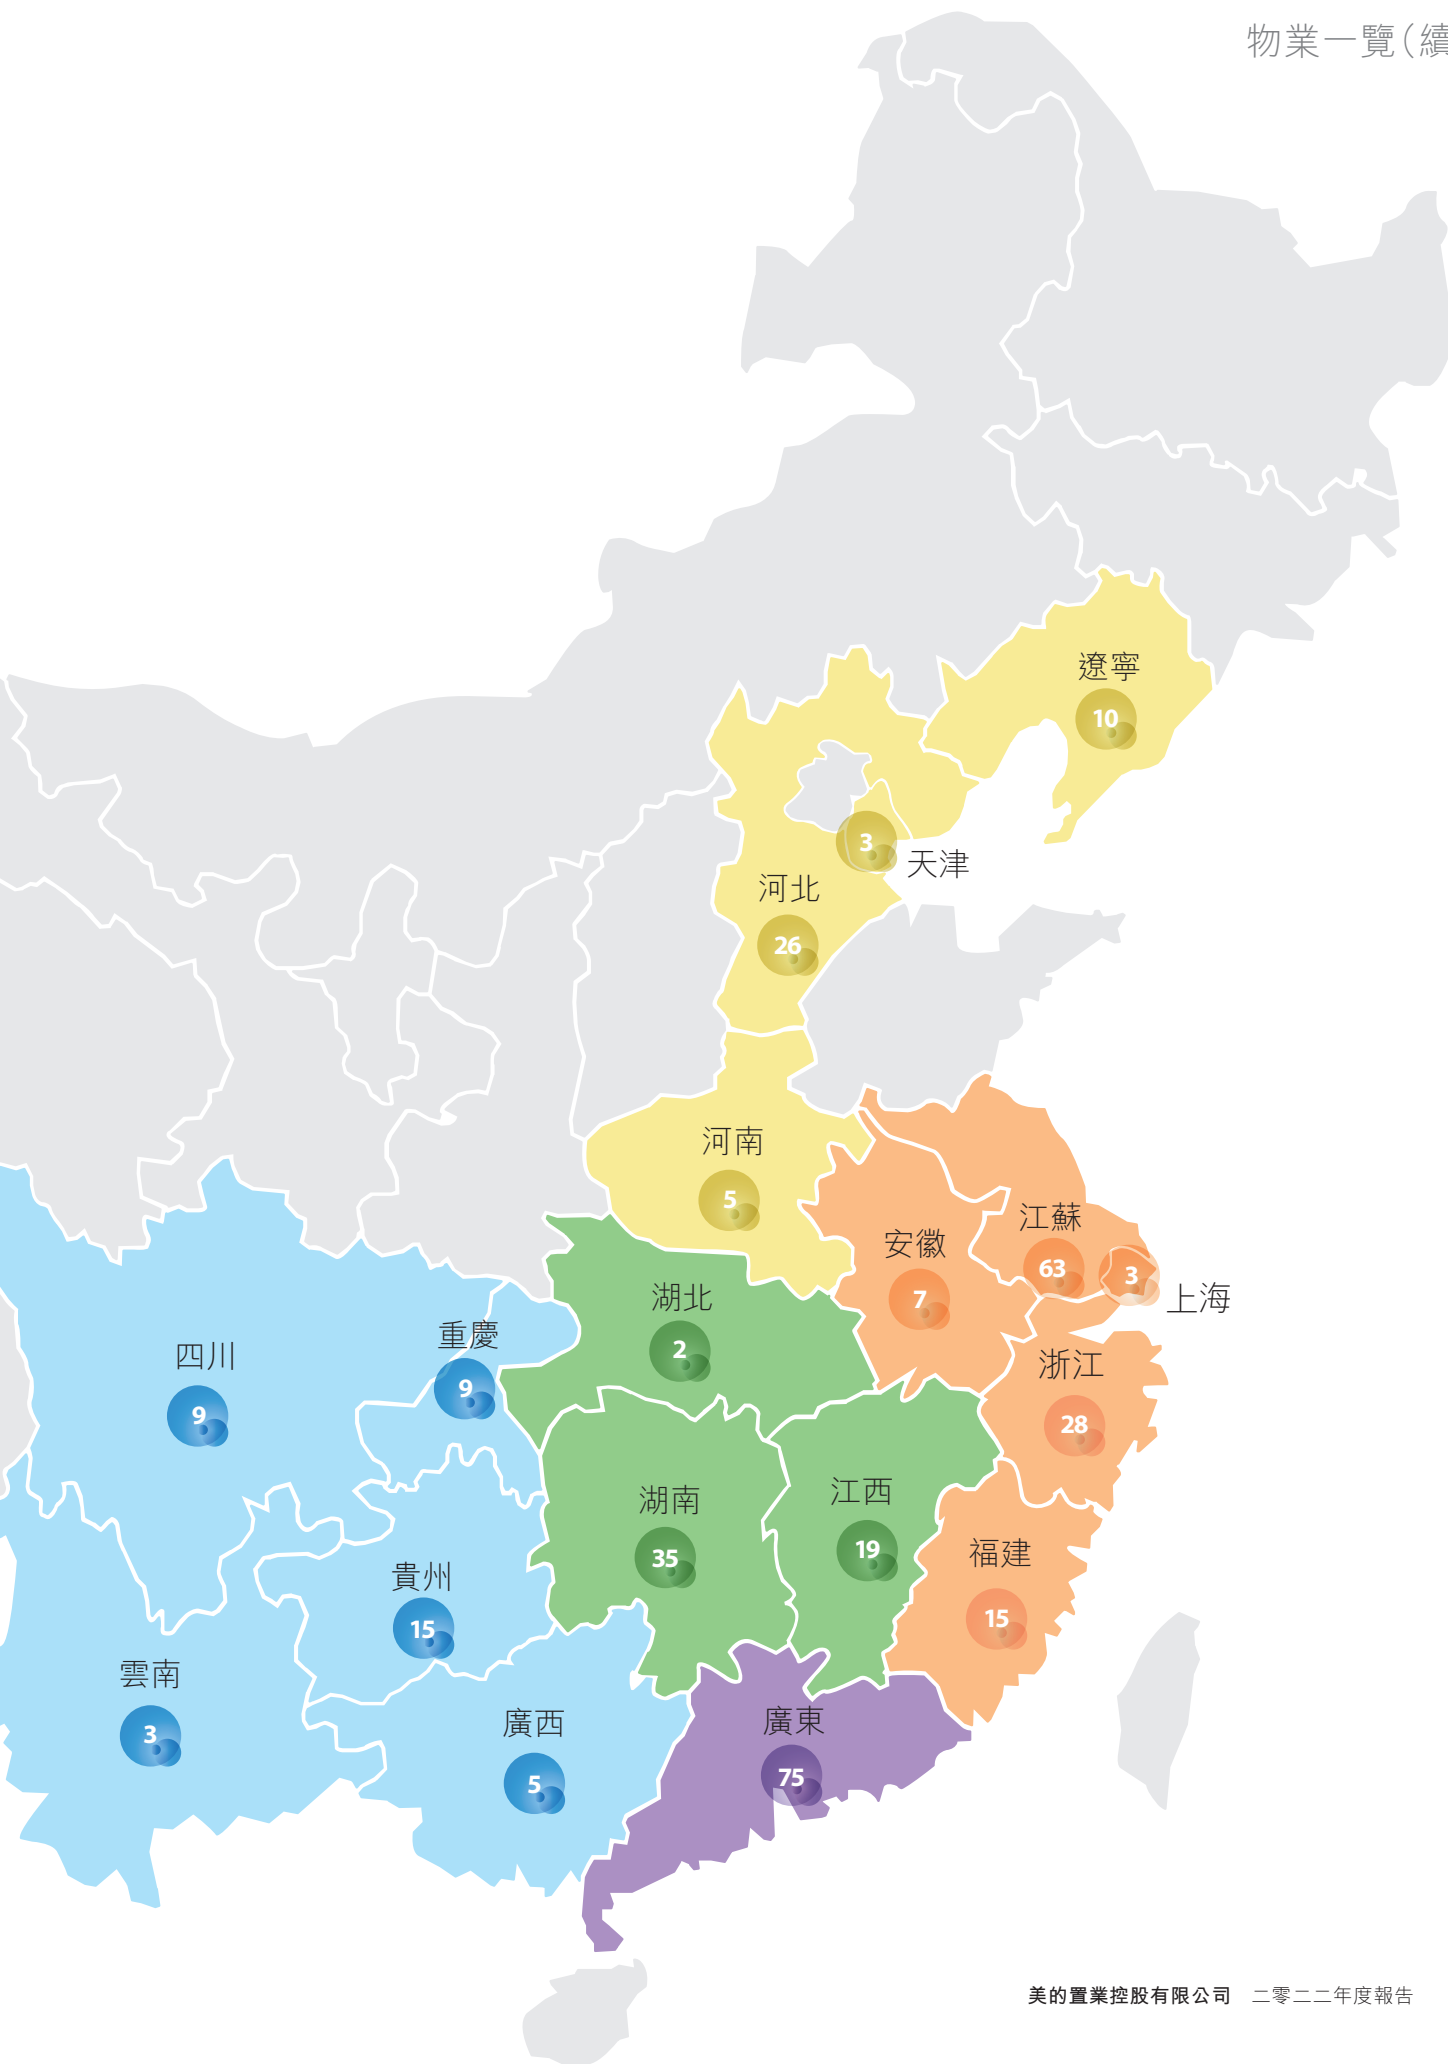 物業一覽(續
遼寧
10
3
天津
河北
26
河南
5
江蘇
63
3
上海
安徽
7
湖北
2
重慶
9
四川
9
浙江
28
湖南
35
江西
19
福建
15
貴州
15
雲南
3
廣西
5
廣東
75
美的置業控股有限公司 二零二二年度報告